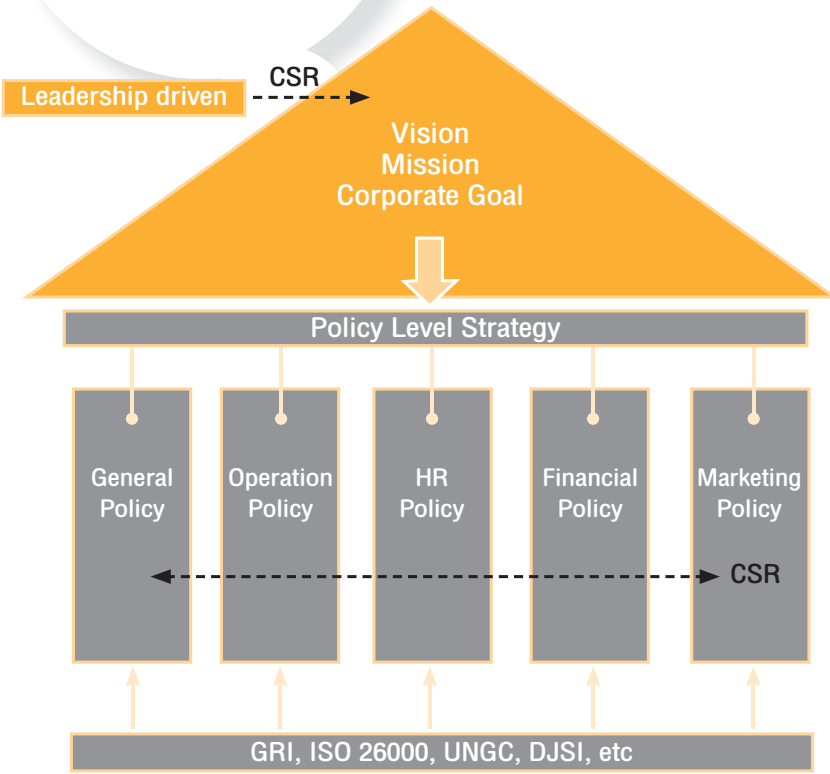 CSR
Leadership driven
Vision
Mission
Corporate Goal
Policy Level Strategy
General
Policy
Operation
Policy
HR
Policy
Financial
Policy
Marketing
Policy
CSR
GRI, ISO 26000, UNGC, DJSI, etc